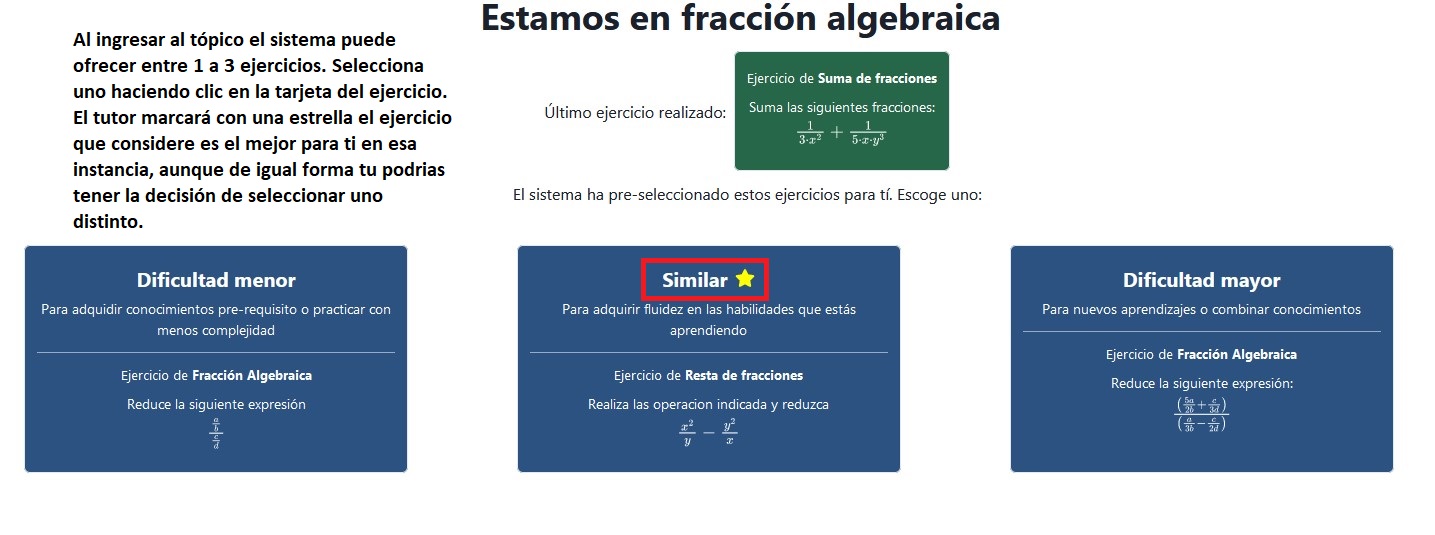 Estamos en fracción algebraica
Al ingresar al tópico el sistema puede
ofrecer entre 1 a 3 ejercicios. Selecciona
uno haciendo clic en la tarjeta del ejercicio.
El tutor marcará con una estrella el ejercicio
que considere es el mejor para ti en esa
instancia, aunque de igual forma tu podrias
tener la decisión de seleccionar uno
distinto.
Último ejercicio realizado:
Ejercicio de Suma de fracciones
Suma las siguientes fracciones:
\frac{1}{3·x^2} + \frac{1}{5·x·y^3}
El sistema ha pre-seleccionado estos ejercicios para tí. Escoge uno:
Dificultad menor
Para adquidir conocimientos pre-requisito o practicar con
menos complejidad
Ejercicio de Fracción Algebraica
Reduce la siguiente expresión
\frac{\frac{a}{b}}{\frac{c}{d}}
Similar ⭐
Para adquirir fluidez en las habilidades que estás
aprendiendo
Ejercicio de Resta de fracciones
Realiza las operacion indicada y reduzca
\frac{x^2}{y} − \frac{y^2}{x}
Dificultad mayor
Para nuevos aprendizajes o combinar conocimientos
Ejercicio de Fracción Algebraica
Reduce la siguiente expresión:
\frac{(\frac{5a}{2b} + \frac{c}{3d})}{(\frac{a}{3b} − \frac{c}{2d})}